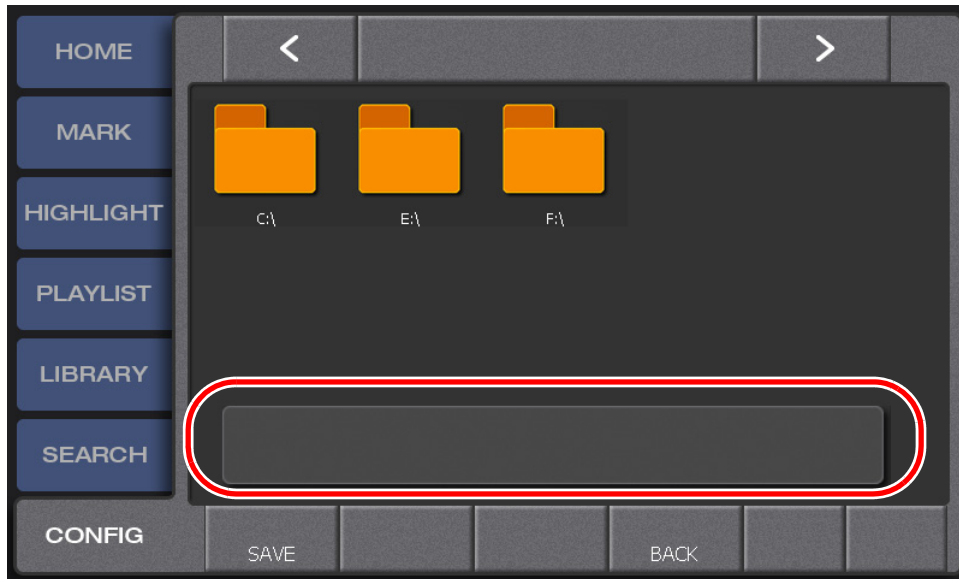 HOME
<
>
MARK
HIGHLIGHT
C:\
E:\
F:\
PLAYLIST
LIBRARY
SEARCH
CONFIG
SAVE
BACK